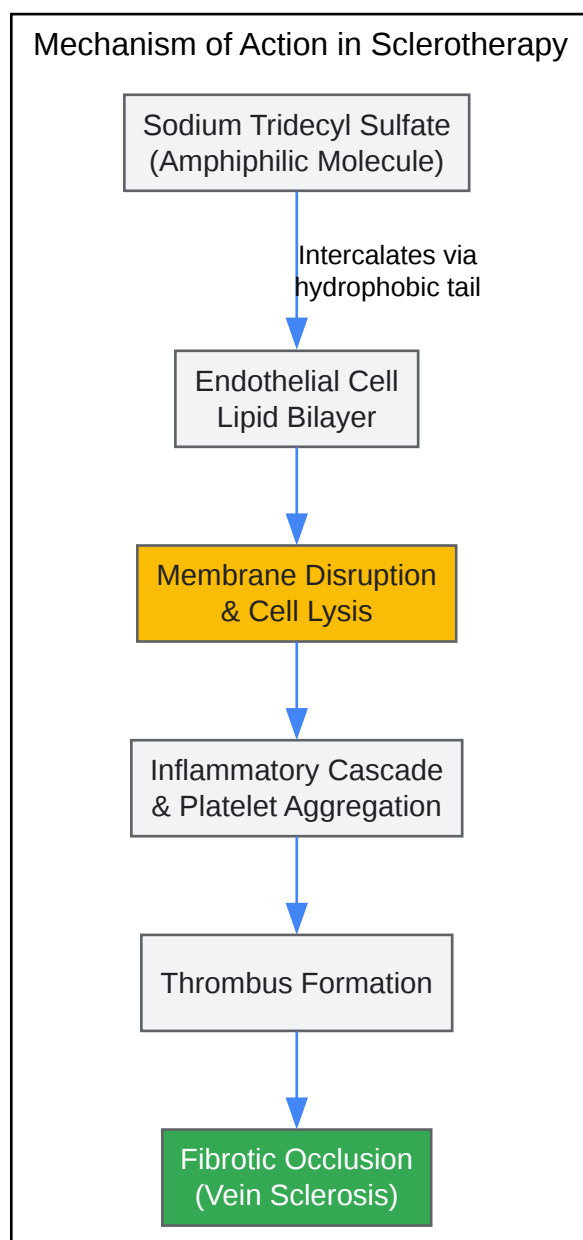 Mechanism of Action in Sclerotherapy
Sodium Tridecyl Sulfate
(Amphiphilic Molecule)
Intercalates via
hydrophobic tail
Endothelial Cell
Lipid Bilayer
Membrane Disruption
& Cell Lysis
Inflammatory Cascade
& Platelet Aggregation
Thrombus Formation
Fibrotic Occlusion
(Vein Sclerosis)